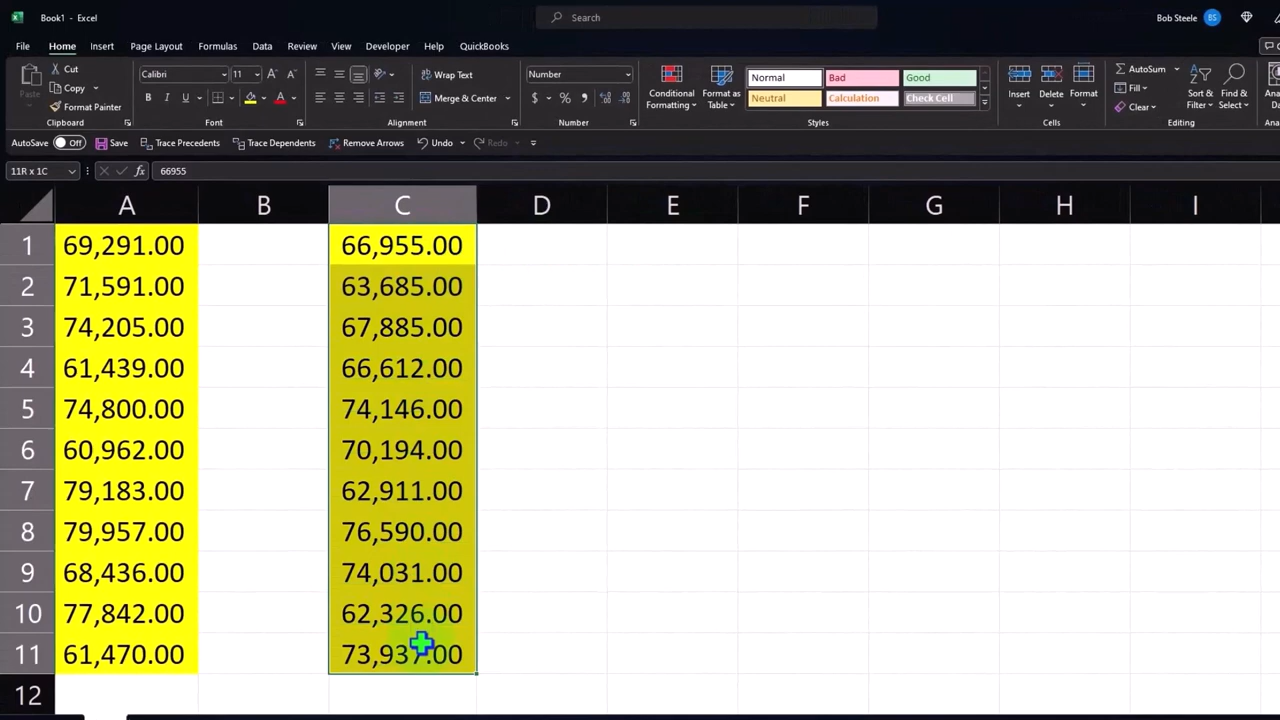 Book1 - Excel
Search
Bob Steele BS
File Home Insert Page Layout Formulas Data Review View Developer Help QuickBooks
Paste
Cut
Copy
Format Painter
Clipboard
Calibri 11
B I U
Font
Wrap Text
Merge & Center
Alignment
Number
$ % ,
Number
Conditional Formatting
Format as Table
Normal Bad Good
Neutral Calculation Check Cell
Styles
Insert Delete Format
Cells
AutoSum
Fill
Clear
Sort & Filter
Find & Select
Editing
AutoSave Off Save Trace Precedents Trace Dependents Remove Arrows Undo Redo
11R x 1C fx 66955
A B C D E F G H I
1 69,291.00 66,955.00
2 71,591.00 63,685.00
3 74,205.00 67,885.00
4 61,439.00 66,612.00
5 74,800.00 74,146.00
6 60,962.00 70,194.00
7 79,183.00 62,911.00
8 79,957.00 76,590.00
9 68,436.00 74,031.00
10 77,842.00 62,326.00
11 61,470.00 73,937.00
12